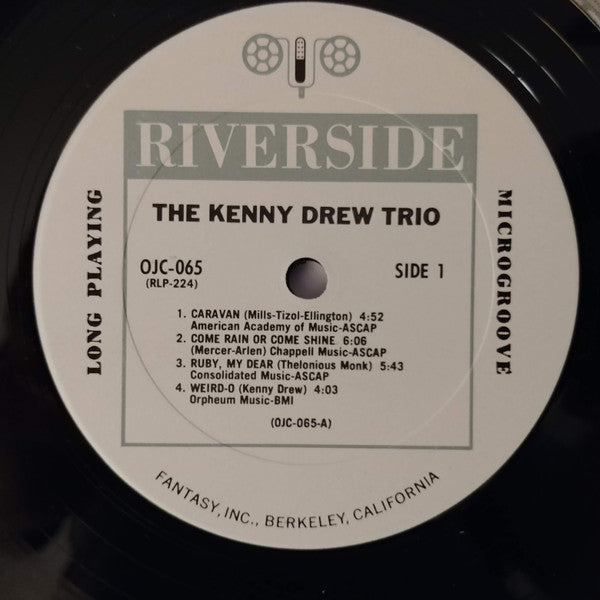 RIVERSIDE
THE KENNY DREW TRIO
LONG PLAYING
MICROGROOVE
OJC-065
(RLP-224)
SIDE 1
1. CARAVAN (Mills-Tizol-Ellington) 4:52
American Academy of Music-ASCAP
2. COME RAIN OR COME SHINE 6:06
(Mercer-Arlen) Chappell Music-ASCAP
3. RUBY, MY DEAR (Thelonious Monk) 5:43
Consolidated Music-ASCAP
4. WEIRD-O (Kenny Drew) 4:03
Orpheum Music-BMI
(OJC-065-A)
FANTASY, INC., BERKELEY, CALIFORNIA